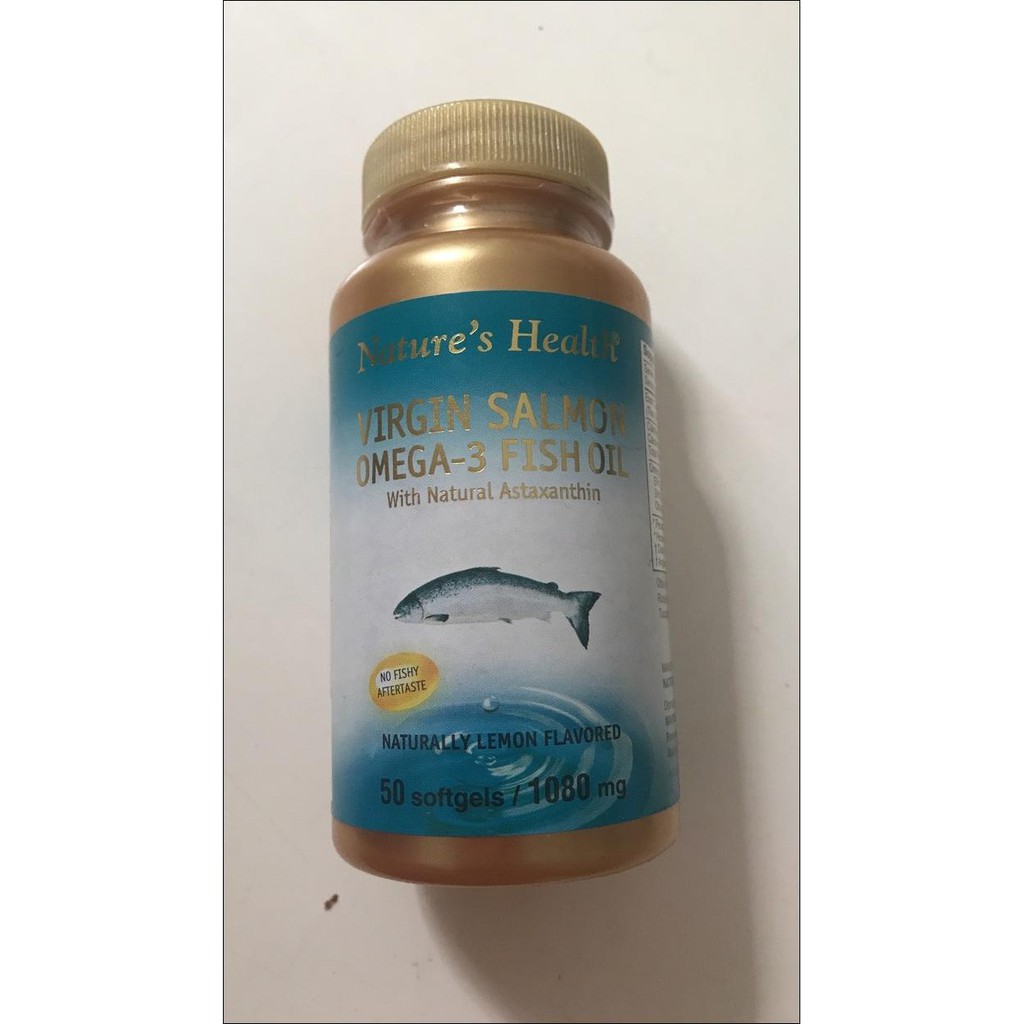 Nature's Health®
VIRGIN SALMON
OMEGA-3 FISH OIL
With Natural Astaxanthin
NO FISHY
AFTERTASTE
NATURALLY LEMON FLAVORED
50 softgels / 1080 mg